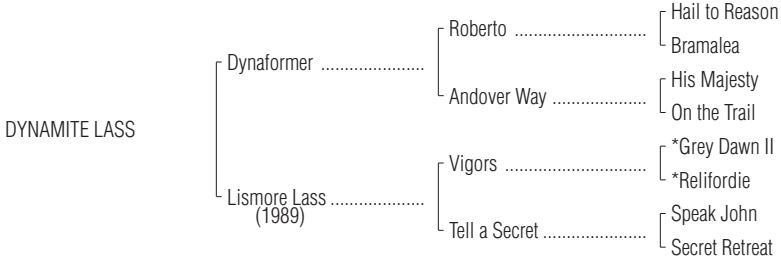 Hail to Reason
Roberto ............................
Bramalea
Dynaformer ......................
His Majesty
Andover Way ....................
On the Trail
DYNAMITE LASS
*Grey Dawn II
Vigors ..............................
*Relifordie
Lismore Lass ....................
(1989)
Speak John
Tell a Secret ......................
Secret Retreat